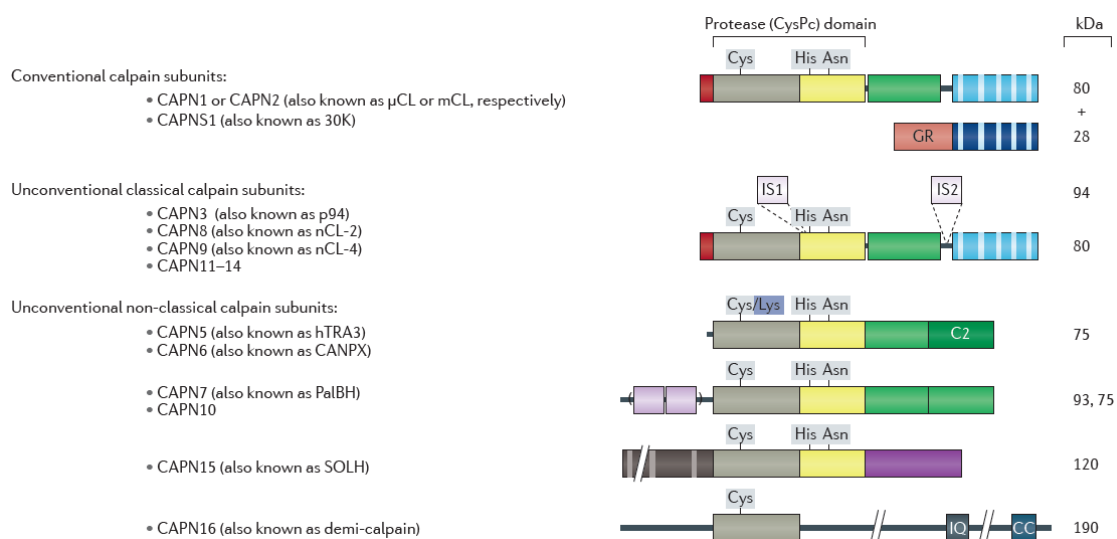 Protease (CysPc) domain kDa
Cys His Asn
Conventional calpain subunits:
• CAPN1 or CAPN2 (also known as μCL or mCL, respectively) 80
• CAPNS1 (also known as 30K) +
GR 28
Unconventional classical calpain subunits: IS1 IS2 94
• CAPN3 (also known as p94)
• CAPN8 (also known as nCL-2) Cys His Asn
• CAPN9 (also known as nCL-4) 80
• CAPN11–14
Unconventional non-classical calpain subunits: Cys/Lys His Asn
• CAPN5 (also known as hTRA3) C2 75
• CAPN6 (also known as CANPX)
Cys His Asn
• CAPN7 (also known as PalBH) ( ) 93, 75
• CAPN10
Cys His Asn
• CAPN15 (also known as SOLH) 120
Cys
• CAPN16 (also known as demi-calpain) IQ CC 190